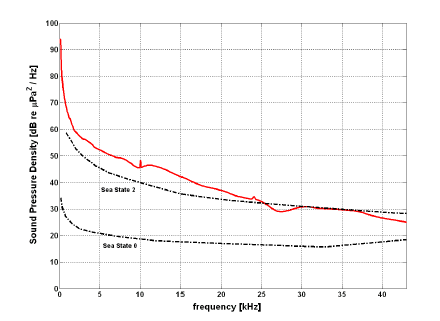 100
90
80
70
60
50
40
30
20
10
0
Sound Pressure Density [dB re µPa² / Hz]
Sea State 2
Sea State 0
0 5 10 15 20 25 30 35 40
frequency [kHz]